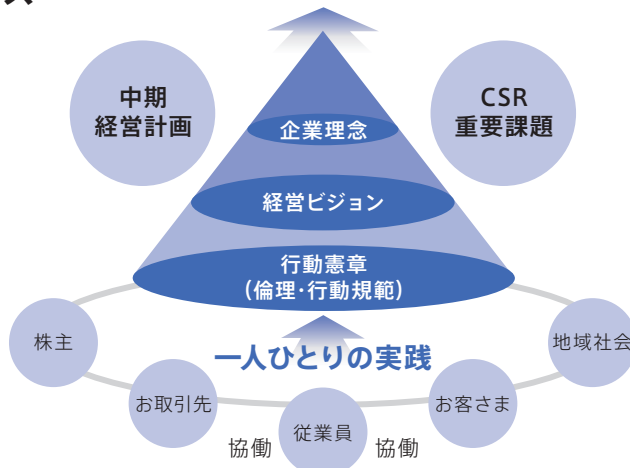 中期
経営計画
CSR
重要課題
企業理念
経営ビジョン
行動憲章
(倫理・行動規範)
一人ひとりの実践
株主
地域社会
お取引先
お客さま
従業員
協働
協働